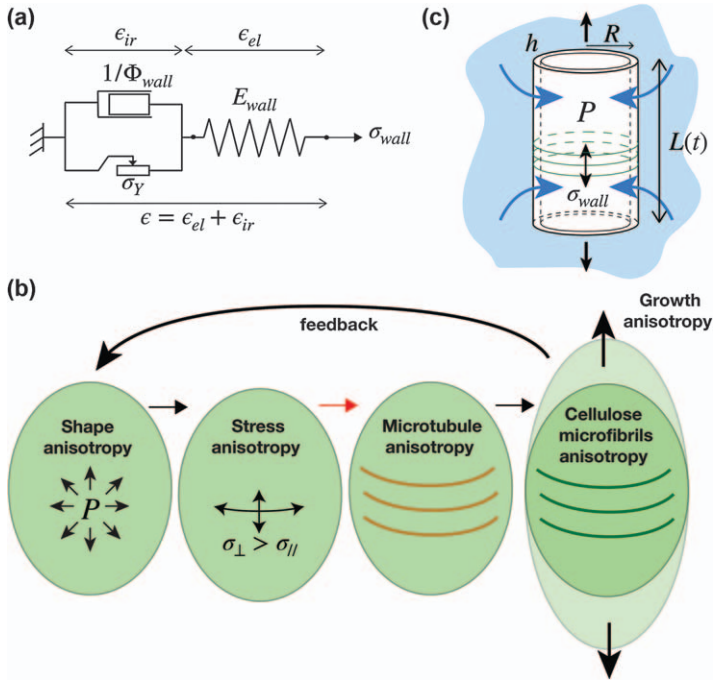 (a)
ϵ_ir ϵ_el
1/Φ_wall
E_wall
σ_wall
σ_Y
ϵ = ϵ_el + ϵ_ir
(c)
h R
P
L(t)
σ_wall
(b)
feedback
Growth
anisotropy
Shape
anisotropy
P
Stress
anisotropy
σ_⊥ > σ_//
Microtubule
anisotropy
Cellulose
microfibrils
anisotropy